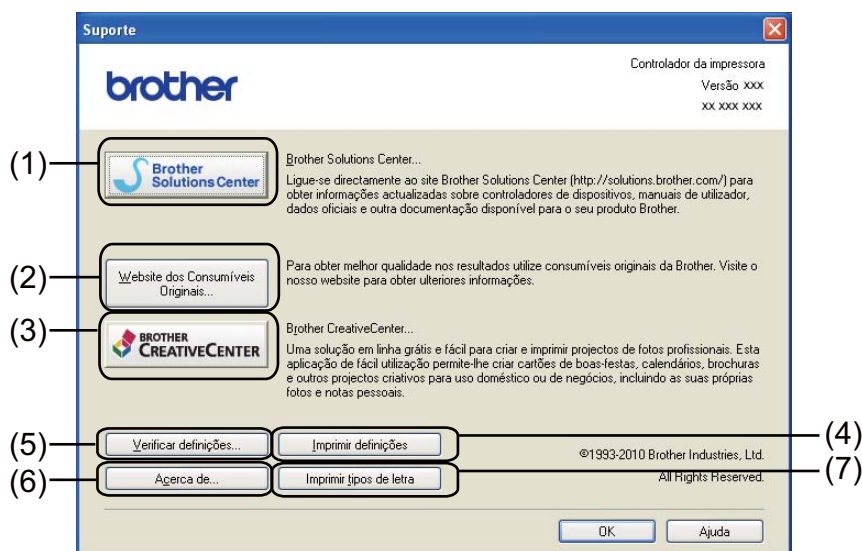 Suporte
brother
Controlador da impressora
Versão xxx
xx xxx xxx
(1)
Brother
Solutions Center
Brother Solutions Center...
Ligue-se directamente ao site Brother Solutions Center (http://solutions.brother.com/) para
obter informações actualizadas sobre controladores de dispositivos, manuais de utilizador,
dados oficiais e outra documentação disponível para o seu produto Brother.
(2)
Website dos Consumíveis
Originais...
Para obter melhor qualidade nos resultados utilize consumíveis originais da Brother. Visite o
nosso website para obter ulteriores informações.
(3)
BROTHER
CREATIVECENTER
Brother CreativeCenter...
Uma solução em linha grátis e fácil para criar e imprimir projectos de fotos profissionais. Esta
aplicação de fácil utilização permite-lhe criar cartões de boas-festas, calendários, brochuras
e outros projectos criativos para uso doméstico ou de negócios, incluindo as suas próprias
fotos e notas pessoais.
(5)
Verificar definições...
Imprimir definições
(4)
©1993-2010 Brother Industries, Ltd.
(6)
Acerca de...
Imprimir tipos de letra
All Rights Reserved.
(7)
OK
Ajuda